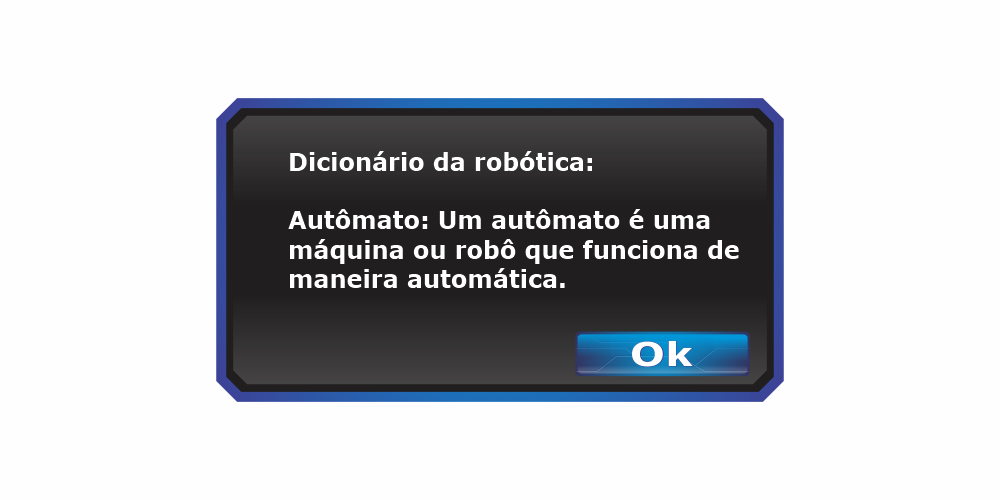 Dicionário da robótica:
Autômato: Um autômato é uma
máquina ou robô que funciona de
maneira automática.
Ok